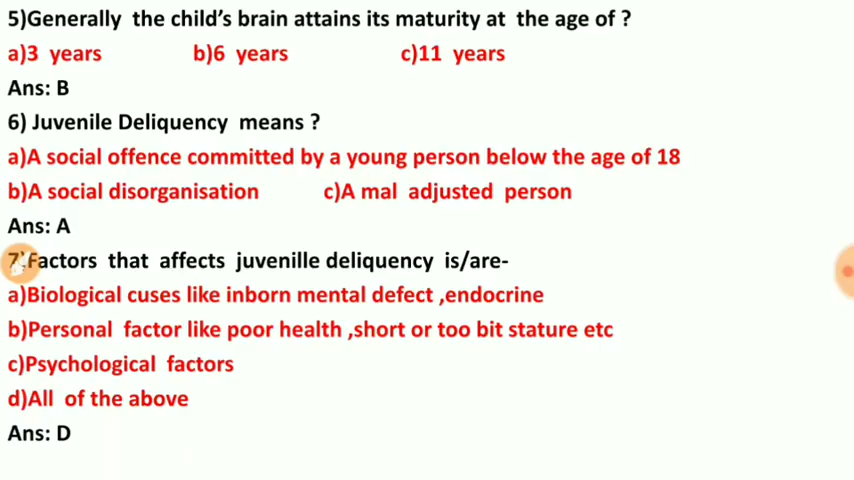 5)Generally the child's brain attains its maturity at the age of ?
a)3 years b)6 years c)11 years
Ans: B
6) Juvenile Deliquency means ?
a)A social offence committed by a young person below the age of 18
b)A social disorganisation c)A mal adjusted person
Ans: A
7)Factors that affects juvenille deliquency is/are-
a)Biological cuses like inborn mental defect ,endocrine
b)Personal factor like poor health ,short or too bit stature etc
c)Psychological factors
d)All of the above
Ans: D